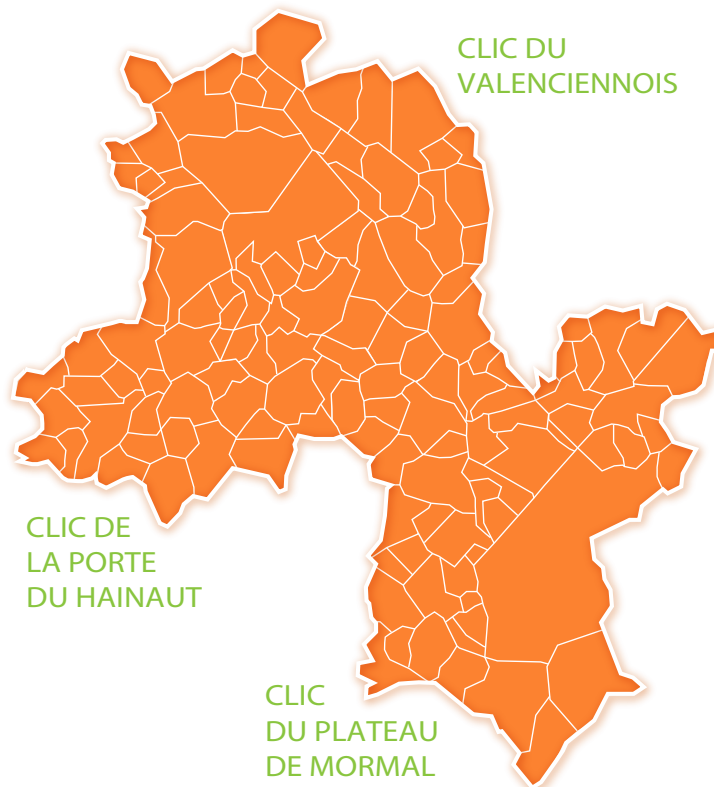 CLIC DU
VALENCIENNOIS
CLIC DE
LA PORTE
DU HAINAUT
CLIC
DU PLATEAU
DE MORMAL